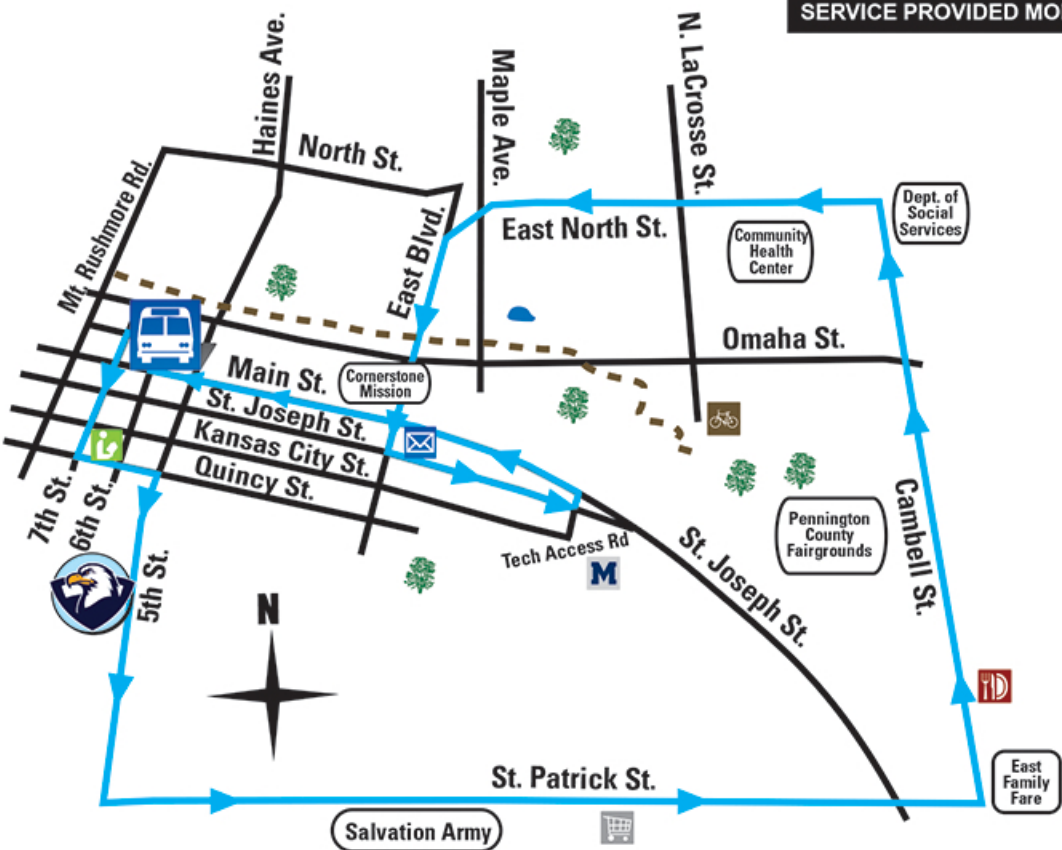 SERVICE PROVIDED MO
Haines Ave.
Maple Ave.
N. LaCrosse St.
North St.
Mt. Rushmore Rd.
East Blvd.
East North St.
Dept. of
Social
Services
Community
Health
Center
Omaha St.
Main St.
Cornerstone
Mission
St. Joseph St.
Kansas City St.
Quincy St.
7th St.
6th St.
5th St.
Tech Access Rd
M
St. Joseph St.
Pennington
County
Fairgrounds
Cambell St.
N
St. Patrick St.
East
Family
Fare
Salvation Army